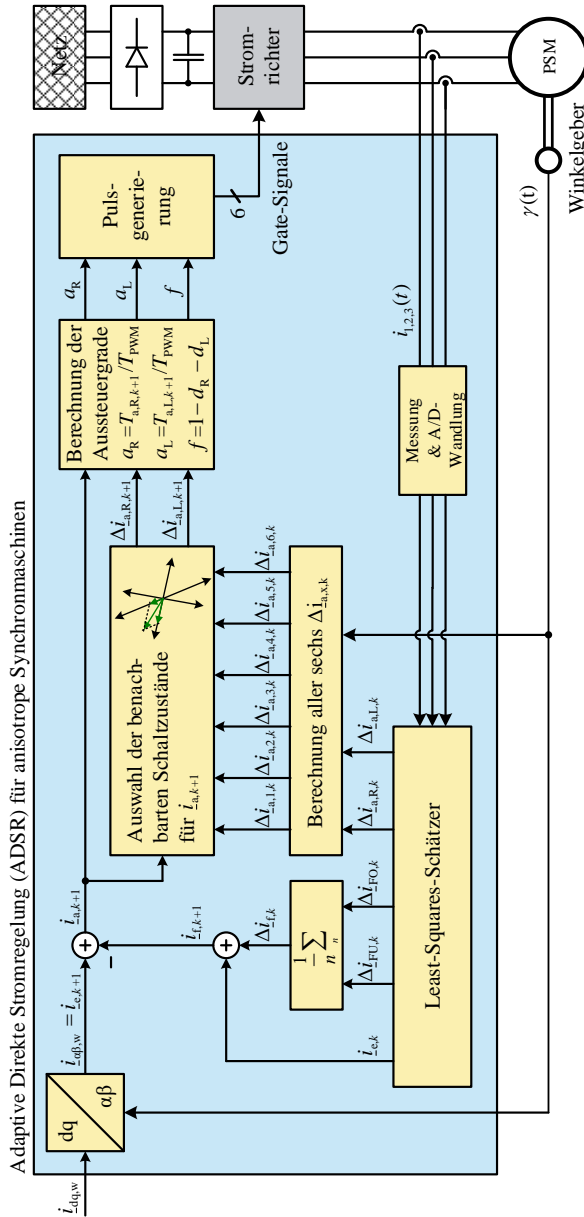 Adaptive Direkte Stromregelung (ADSR) für anisotrope Synchronmaschinen
i_dq,w
dq
αβ
i_αβ,w = i_e,k+1
+
−
i_a,k+1
i_f,k+1
+
Δi_f,k
1/n Σ_n
i_e,k
Δi_FU,k
Δi_FO,k
Δi_a,R,k
Δi_a,L,k
Least-Squares-Schätzer
Auswahl der benach-
barten Schaltzustände
für i_a,k+1
Δi_a,1,k
Δi_a,2,k
Δi_a,3,k
Δi_a,4,k
Δi_a,5,k
Δi_a,6,k
Berechnung aller sechs Δi_a,x,k
Δi_a,R,k+1
Δi_a,L,k+1
Berechnung der
Aussteuergrade
a_R = T_a,R,k+1/T_PWM
a_L = T_a,L,k+1/T_PWM
f = 1 − d_R − d_L
a_R
a_L
f
Puls-
generie-
rung
6
Gate-Signale
Messung
& A/D-
Wandlung
i_1,2,3(t)
γ(t)
Netz
Strom-
richter
PSM
Winkelgeber